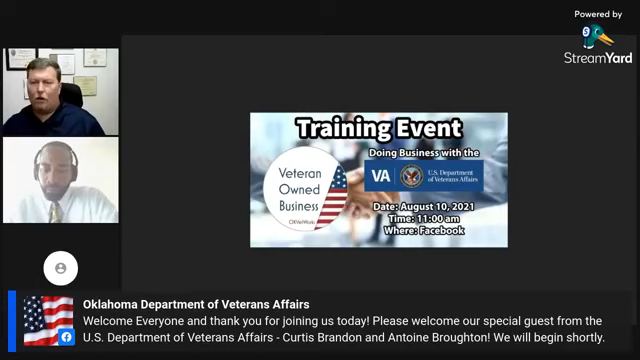 Powered by
StreamYard
Training Event
Doing Business with the
VA
U.S. Department
of Veterans Affairs
Veteran
Owned
Business
Date: August 10, 2021
Time: 11:00 am
Where: Facebook
Oklahoma Department of Veterans Affairs
Welcome Everyone and thank you for joining us today! Please welcome our special guest from the
U.S. Department of Veterans Affairs - Curtis Brandon and Antoine Broughton! We will begin shortly.